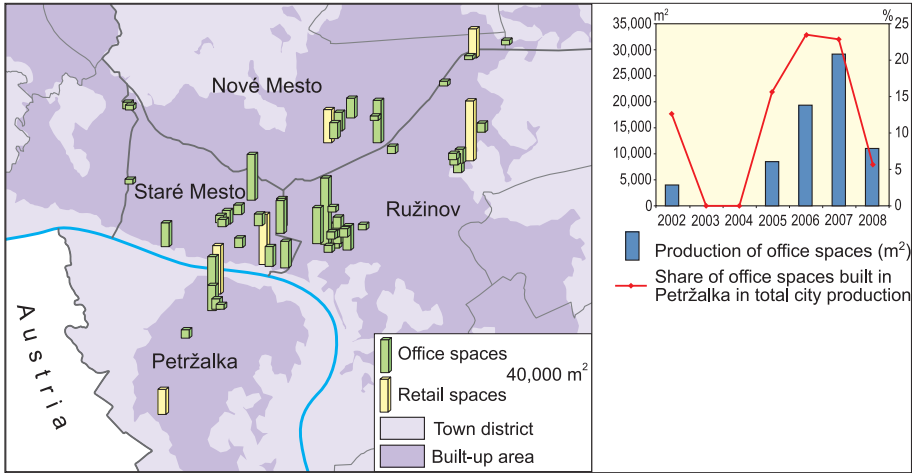 Nové Mesto
Staré Mesto
Ružinov
Petržalka
Austria
Office spaces
40,000 m²
Retail spaces
Town district
Built-up area
m²
%
35,000
30,000
25,000
20,000
15,000
10,000
5,000
0
25
20
15
10
5
0
2002 2003 2004 2005 2006 2007 2008
Production of office spaces (m²)
Share of office spaces built in
Petržalka in total city production